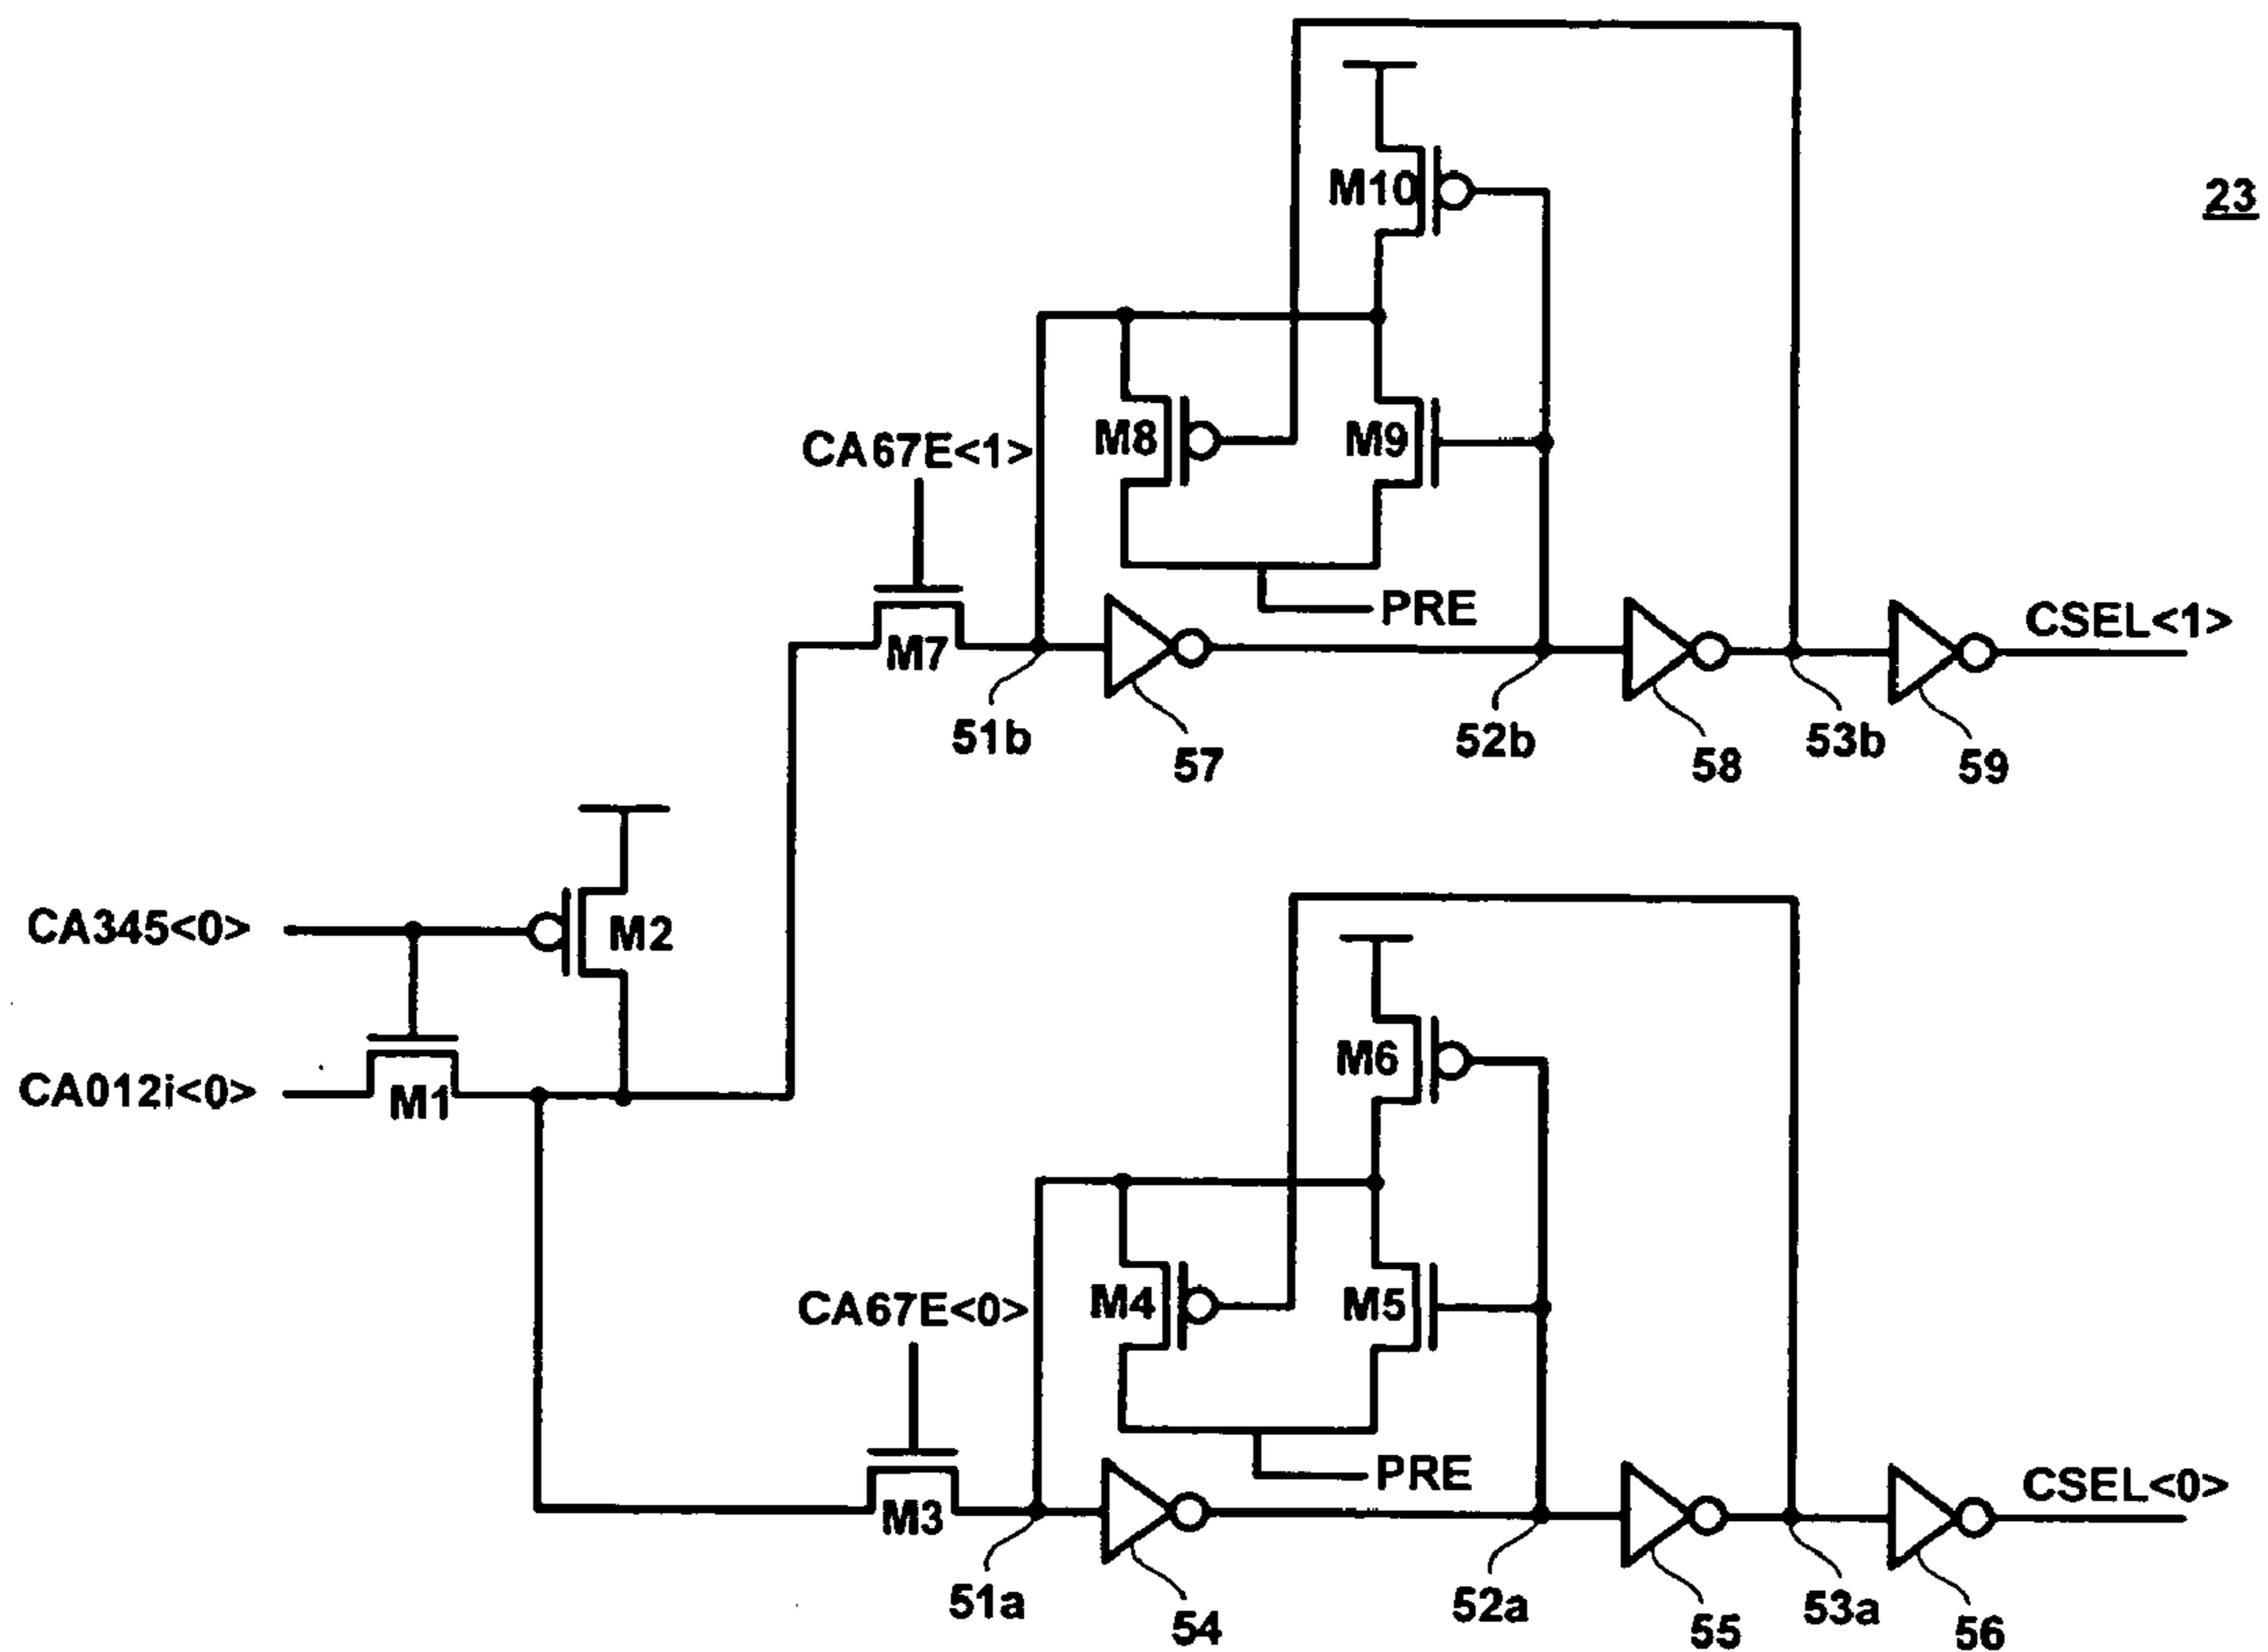 M10
23
M8
M9
CA67E<1>
PRE
CSEL<1>
M7
51b
57
52b
58
53b
59
CA345<0>
M2
CA012i<0>
M1
M6
M4
M5
CA67E<0>
PRE
CSEL<0>
M3
51a
54
52a
55
53a
56